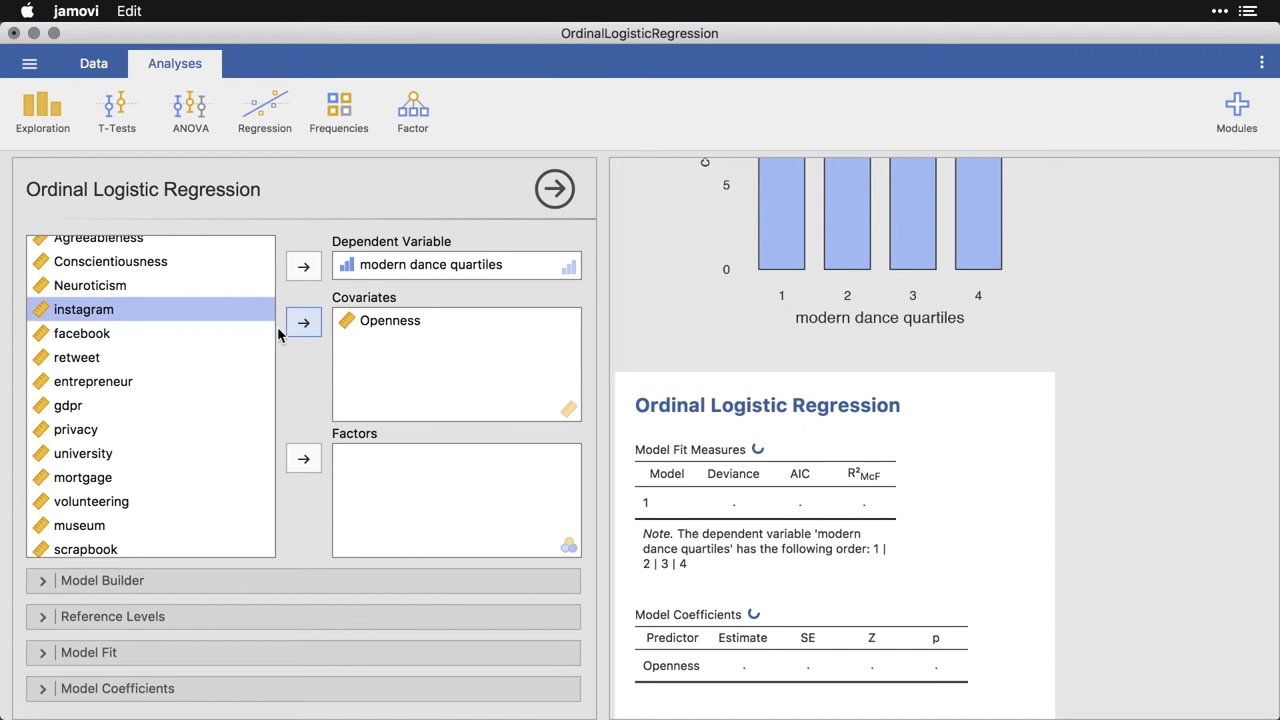 jamovi Edit
OrdinalLogisticRegression
Data Analyses
Exploration T-Tests ANOVA Regression Frequencies Factor Modules
Ordinal Logistic Regression
Agreeableness
Conscientiousness
Neuroticism
instagram
facebook
retweet
entrepreneur
gdpr
privacy
university
mortgage
volunteering
museum
scrapbook
Dependent Variable
modern dance quartiles
Covariates
Openness
Factors
Model Builder
Reference Levels
Model Fit
Model Coefficients
5
0
1 2 3 4
modern dance quartiles
Ordinal Logistic Regression
Model Fit Measures
Model Deviance AIC R²McF
1 . . .
Note. The dependent variable 'modern
dance quartiles' has the following order: 1 |
2 | 3 | 4
Model Coefficients
Predictor Estimate SE Z p
Openness . . . .